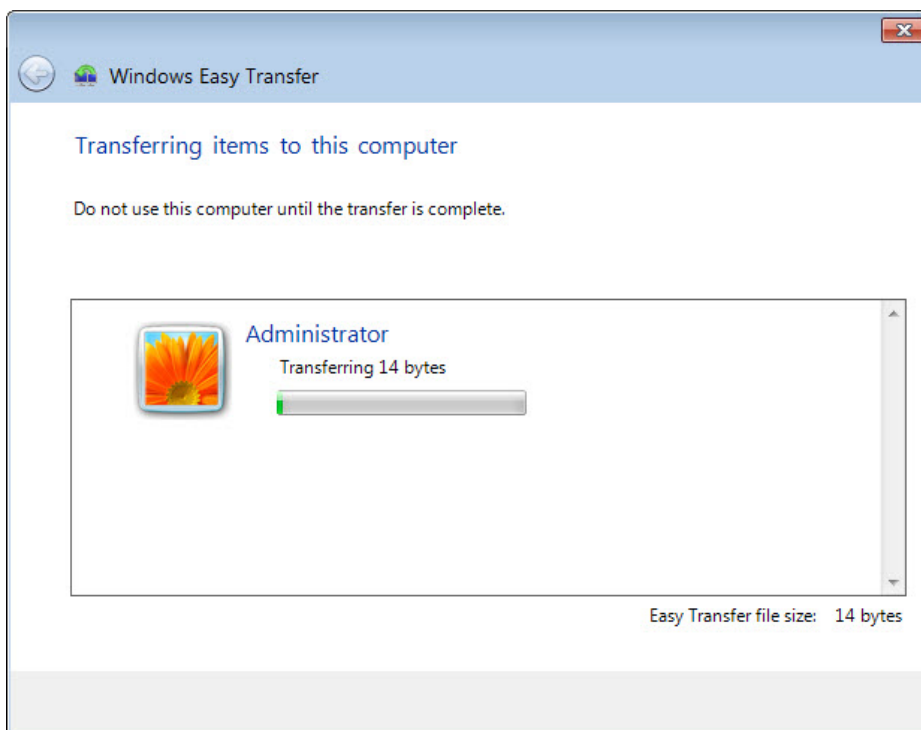 Windows Easy Transfer
Transferring items to this computer
Do not use this computer until the transfer is complete.
Administrator
Transferring 14 bytes
Easy Transfer file size: 14 bytes